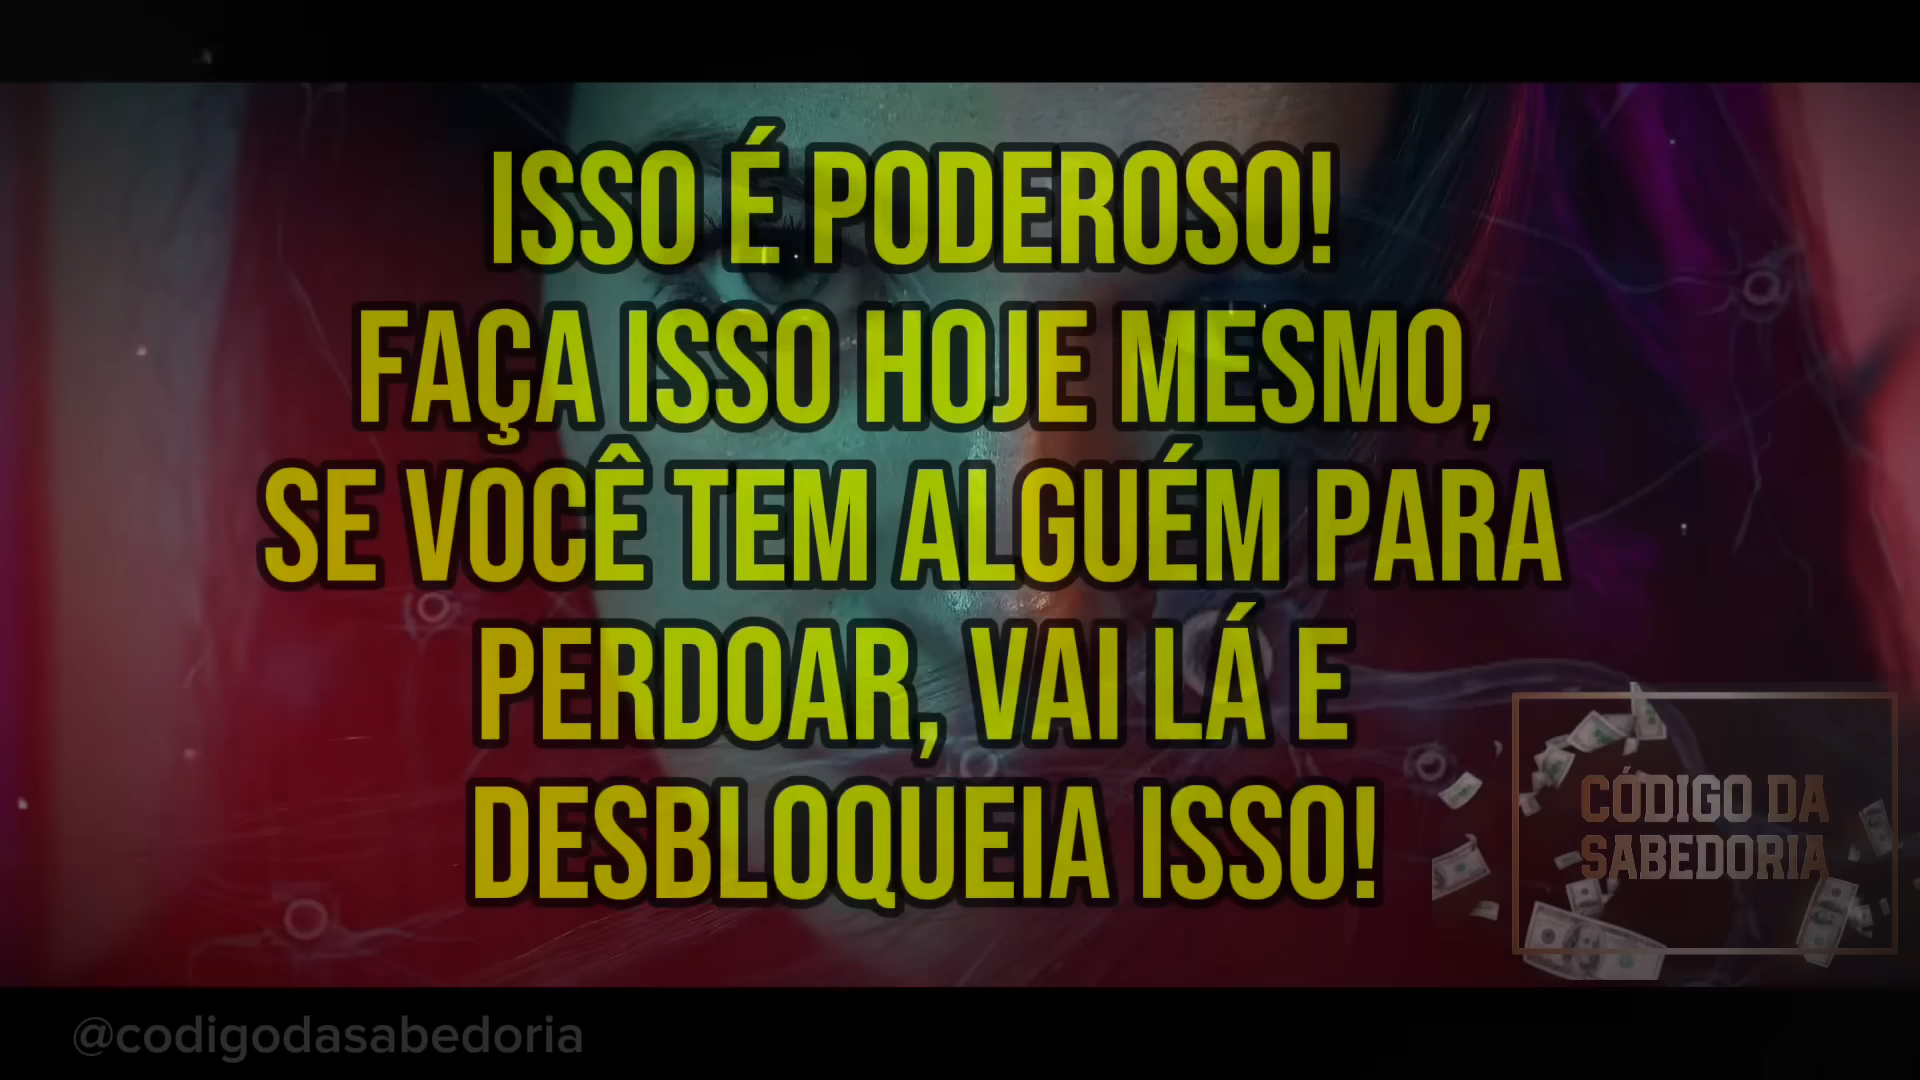 ISSO É PODEROSO!
FAÇA ISSO HOJE MESMO,
SE VOCÊ TEM ALGUÉM PARA
PERDOAR, VAI LÁ E
DESBLOQUEIA ISSO!
CÓDIGO DA
SABEDORIA
@codigodasabedoria